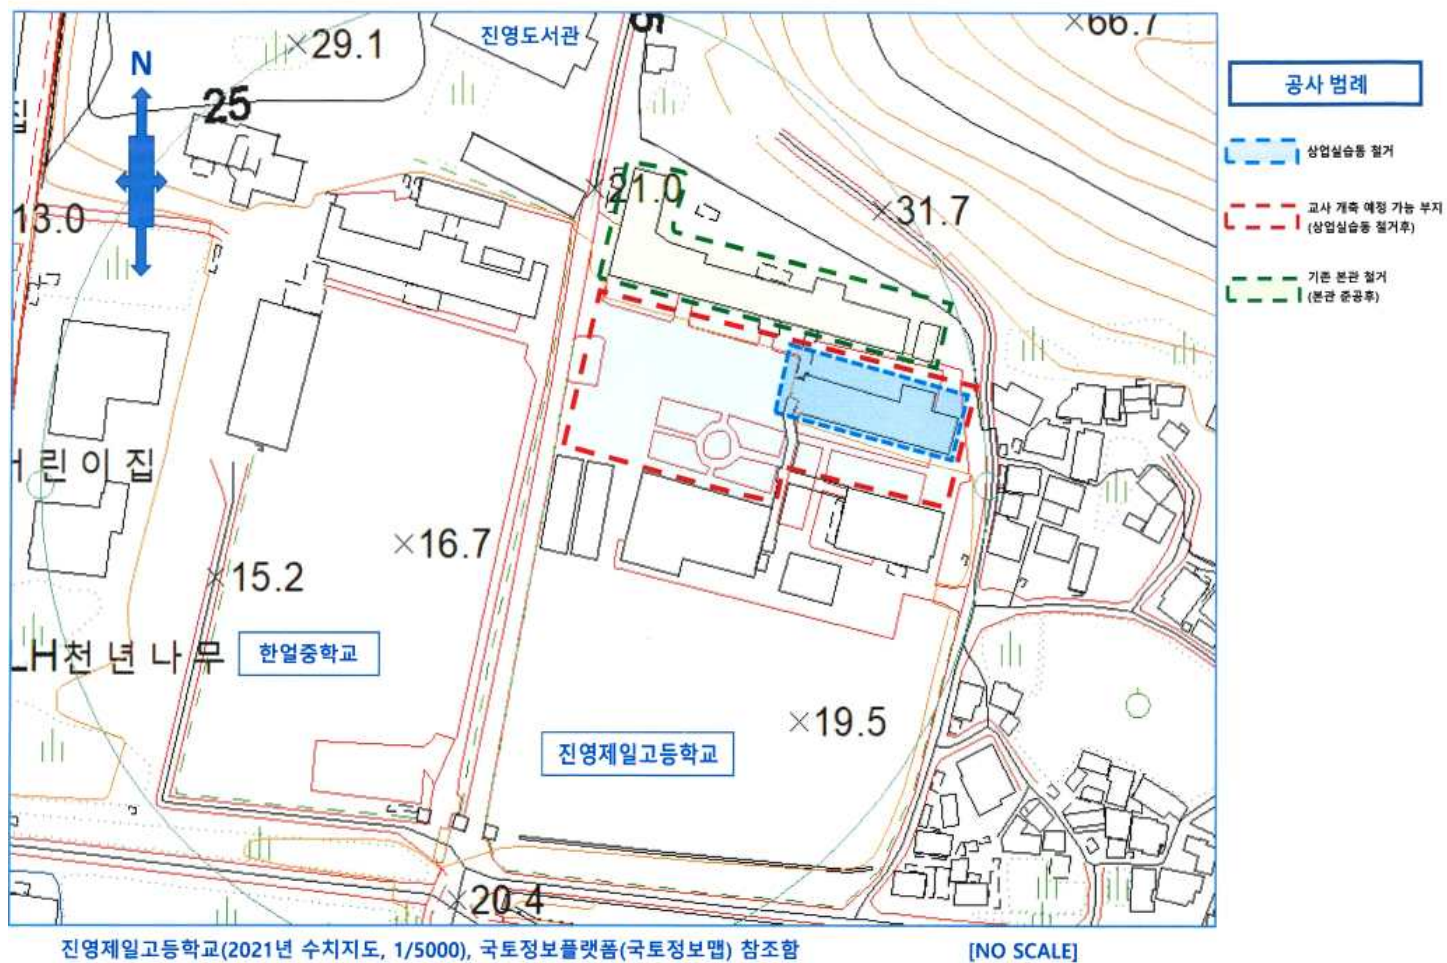 진영도서관
5
×66.7
×29.1
N
25
공사 범례
상업실습동 철거
21.0
31.7
교사 개축 예정 가능 부지
(상업실습동 철거후)
13.0
기존 본관 철거
(본관 준공후)
린이집
×16.7
15.2
LH천년나무
한얼중학교
×19.5
진영제일고등학교
20.4
진영제일고등학교(2021년 수치지도, 1/5000), 국토정보플랫폼(국토정보맵) 참조함
[NO SCALE]